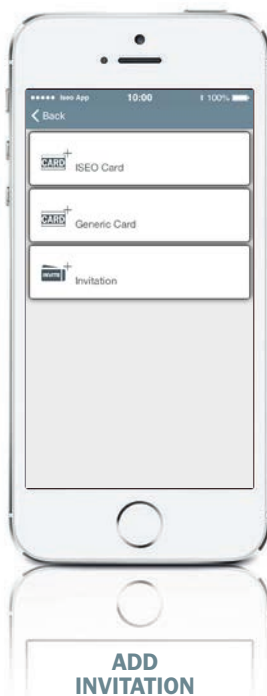 Iseo App 10:00 100%
Back
CARD ISEO Card
CARD Generic Card
INVITE Invitation
ADD
INVITATION